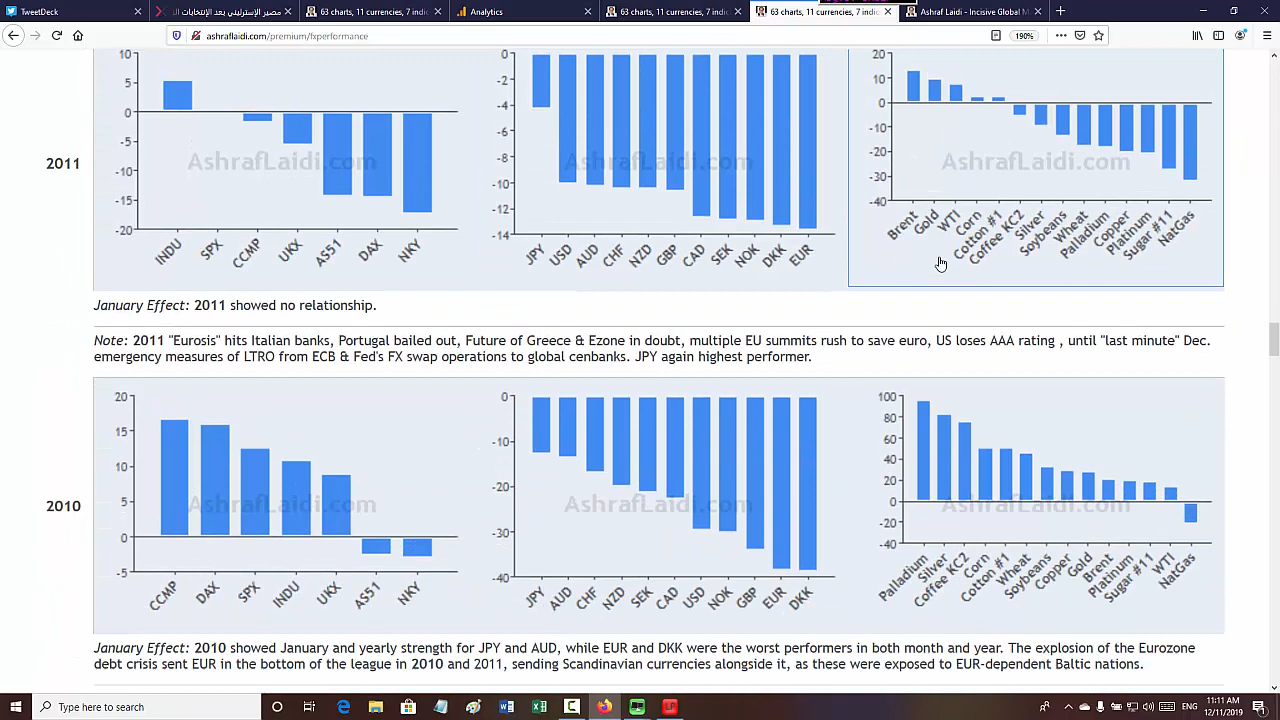 TweetDeck
مصير الإسترليني بعد الإنتخابات ال
63 charts, 11 currencies, 7 indic
Analytics
63 charts, 11 currencies, 7 indic
63 charts, 11 currencies, 7 indic
Ashraf Laidi - Incisive Global M
ashraflaidi.com/premium/fxperformance
190%
2011
10
5
0
-5
-10
-15
-20
AshrafLaidi.com
INDU
SPX
CCMP
UKX
AS51
DAX
NKY
0
-2
-4
-6
-8
-10
-12
-14
AshrafLaidi.com
JPY
USD
AUD
CHF
NZD
GBP
CAD
SEK
NOK
DKK
EUR
20
10
0
-10
-20
-30
-40
AshrafLaidi.com
Brent
Gold
WTI
Corn
Cotton #1
Coffee KC2
Silver
Soybeans
Wheat
Palladium
Copper
Platinum
Sugar #11
NatGas
January Effect: 2011 showed no relationship.
Note: 2011 "Eurosis" hits Italian banks, Portugal bailed out, Future of Greece & Ezone in doubt, multiple EU summits rush to save euro, US loses AAA rating , until "last minute" Dec.
emergency measures of LTRO from ECB & Fed's FX swap operations to global cenbanks. JPY again highest performer.
2010
20
15
10
5
0
-5
AshrafLaidi.com
CCMP
DAX
SPX
INDU
UKX
AS51
NKY
0
-10
-20
-30
-40
AshrafLaidi.com
JPY
AUD
CHF
NZD
SEK
CAD
USD
NOK
GBP
EUR
DKK
100
80
60
40
20
0
-20
-40
AshrafLaidi.com
Palladium
Silver
Coffee KC2
Corn
Cotton #1
Wheat
Soybeans
Copper
Gold
Brent
Platinum
Sugar #11
WTI
NatGas
January Effect: 2010 showed January and yearly strength for JPY and AUD, while EUR and DKK were the worst performers in both month and year. The explosion of the Eurozone
debt crisis sent EUR in the bottom of the league in 2010 and 2011, sending Scandinavian currencies alongside it, as these were exposed to EUR-dependent Baltic nations.
Type here to search
11:11 AM
12/11/2019